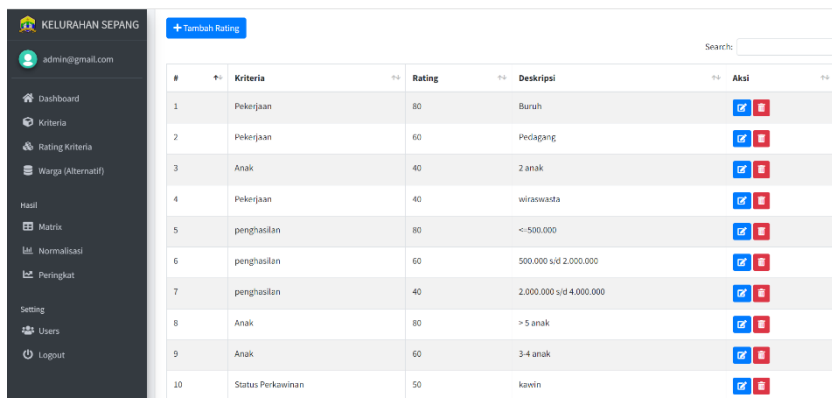 KELURAHAN SEPANG
admin@gmail.com
Dashboard
Kriteria
Rating Kriteria
Warga (Alternatif)
Hasil
Matrix
Normalisasi
Peringkat
Setting
Users
Logout
+ Tambah Rating
Search:
# Kriteria Rating Deskripsi Aksi
1 Pekerjaan 80 Buruh
2 Pekerjaan 60 Pedagang
3 Anak 40 2 anak
4 Pekerjaan 40 wiraswasta
5 penghasilan 80 <=500.000
6 penghasilan 60 500.000 s/d 2.000.000
7 penghasilan 40 2.000.000 s/d 4.000.000
8 Anak 80 > 5 anak
9 Anak 60 3-4 anak
10 Status Perkawinan 50 kawin